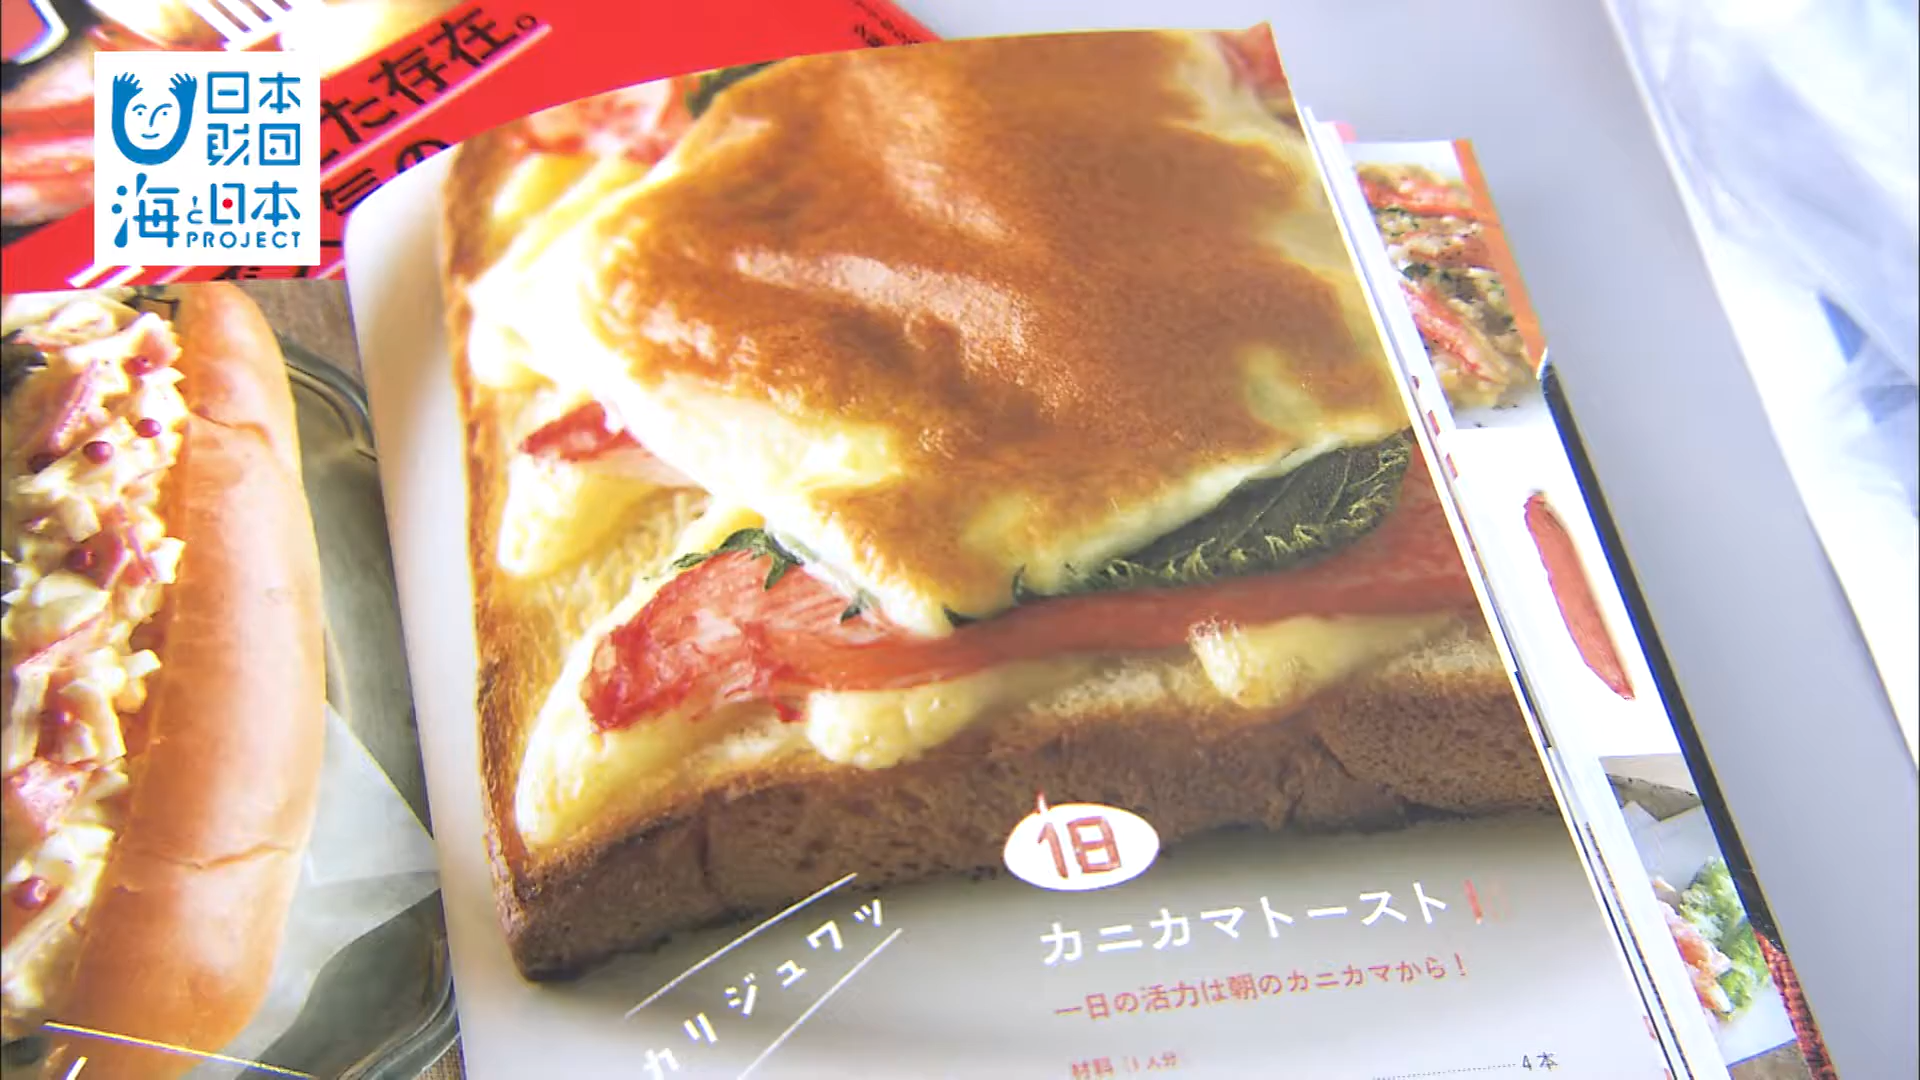 日本
財団
海と日本
PROJECT
た存在。
1日
カニカマトースト
一日の活力は朝のカニカマから！
カリジュワッ
材料（1人分）
4本